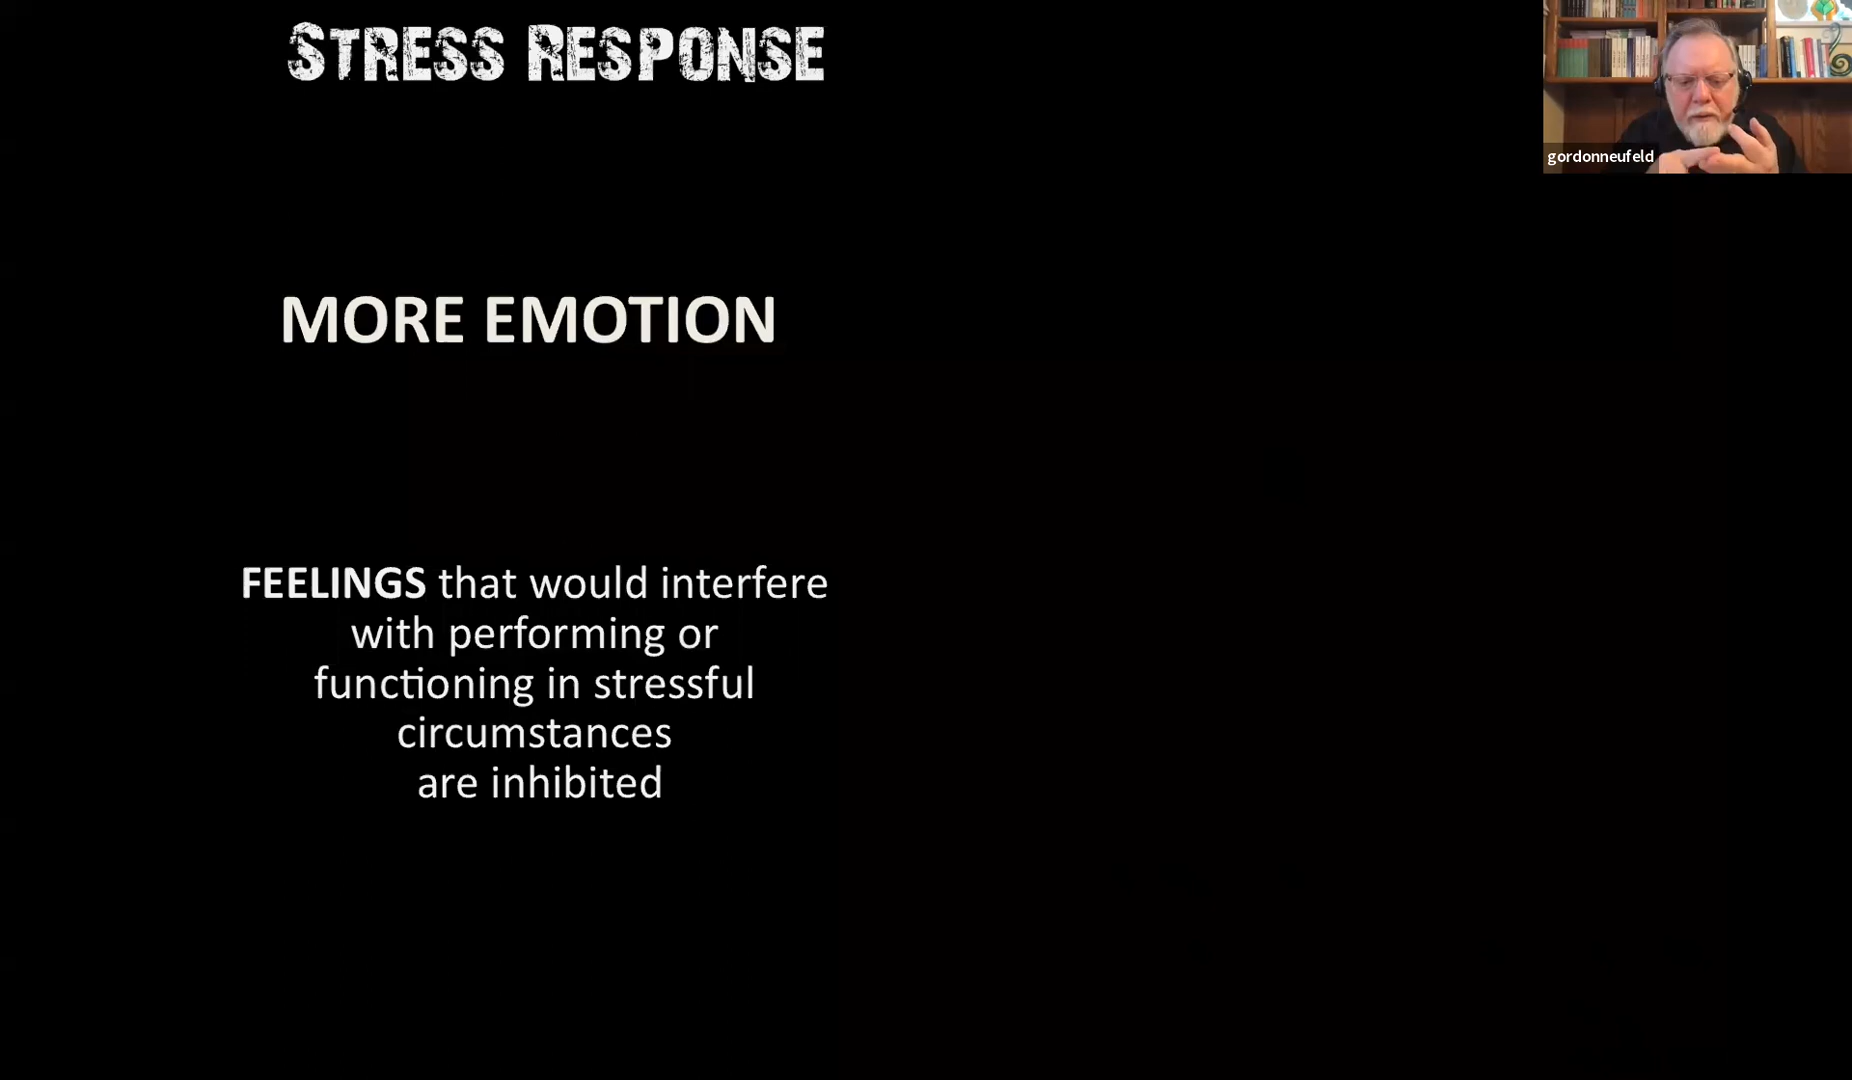 STRESS RESPONSE
gordonneufeld
MORE EMOTION
FEELINGS that would interfere
with performing or
functioning in stressful
circumstances
are inhibited